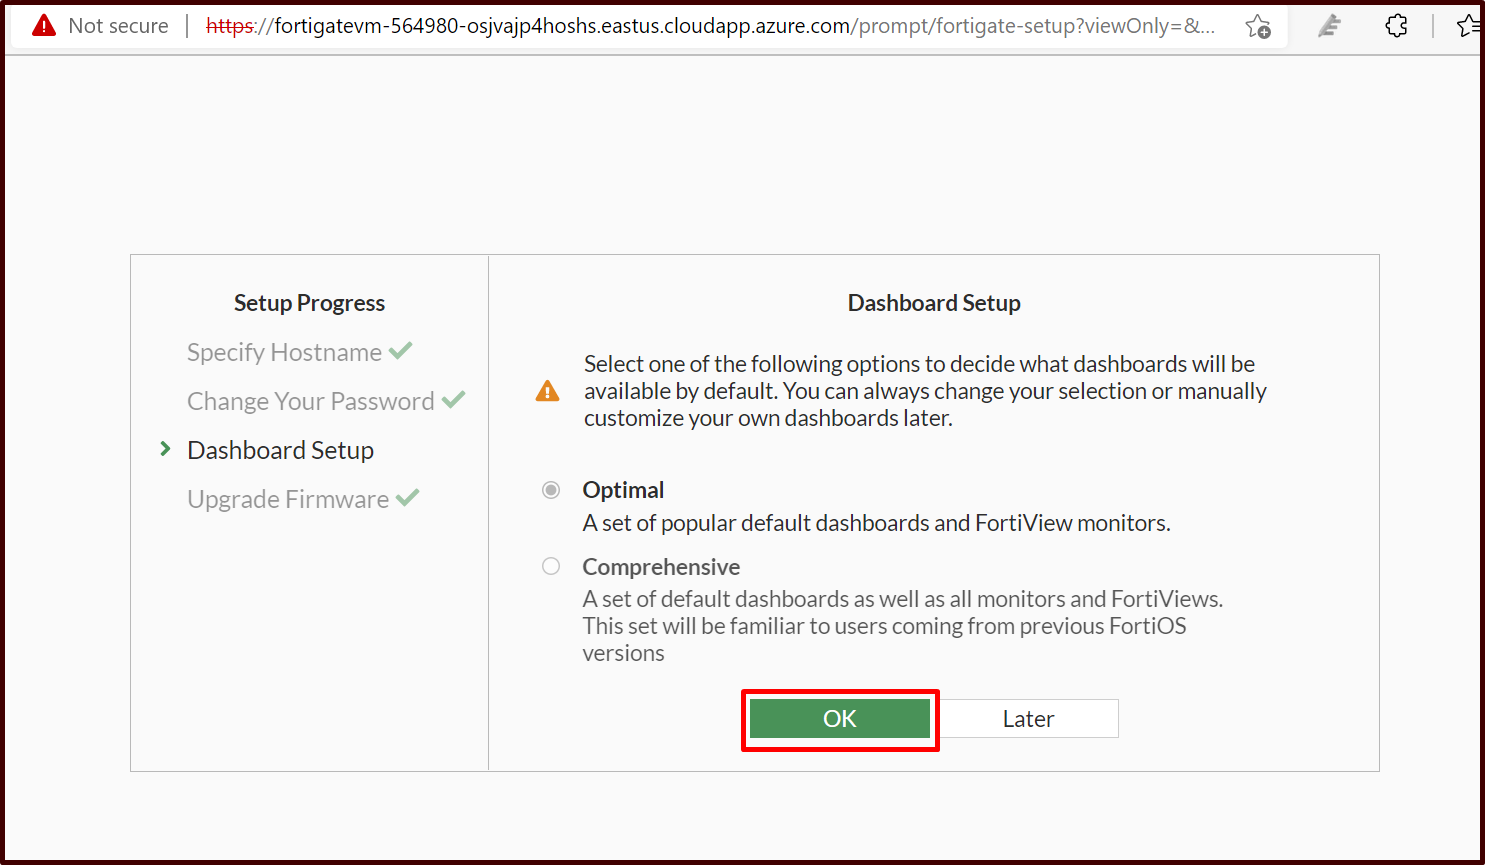 Not secure
https://fortigatevm-564980-osjvajp4hoshs.eastus.cloudapp.azure.com/prompt/fortigate-setup?viewOnly=&...
Setup Progress
Specify Hostname
Change Your Password
Dashboard Setup
Upgrade Firmware
Dashboard Setup
Select one of the following options to decide what dashboards will be
available by default. You can always change your selection or manually
customize your own dashboards later.
Optimal
A set of popular default dashboards and FortiView monitors.
Comprehensive
A set of default dashboards as well as all monitors and FortiViews.
This set will be familiar to users coming from previous FortiOS
versions
OK
Later